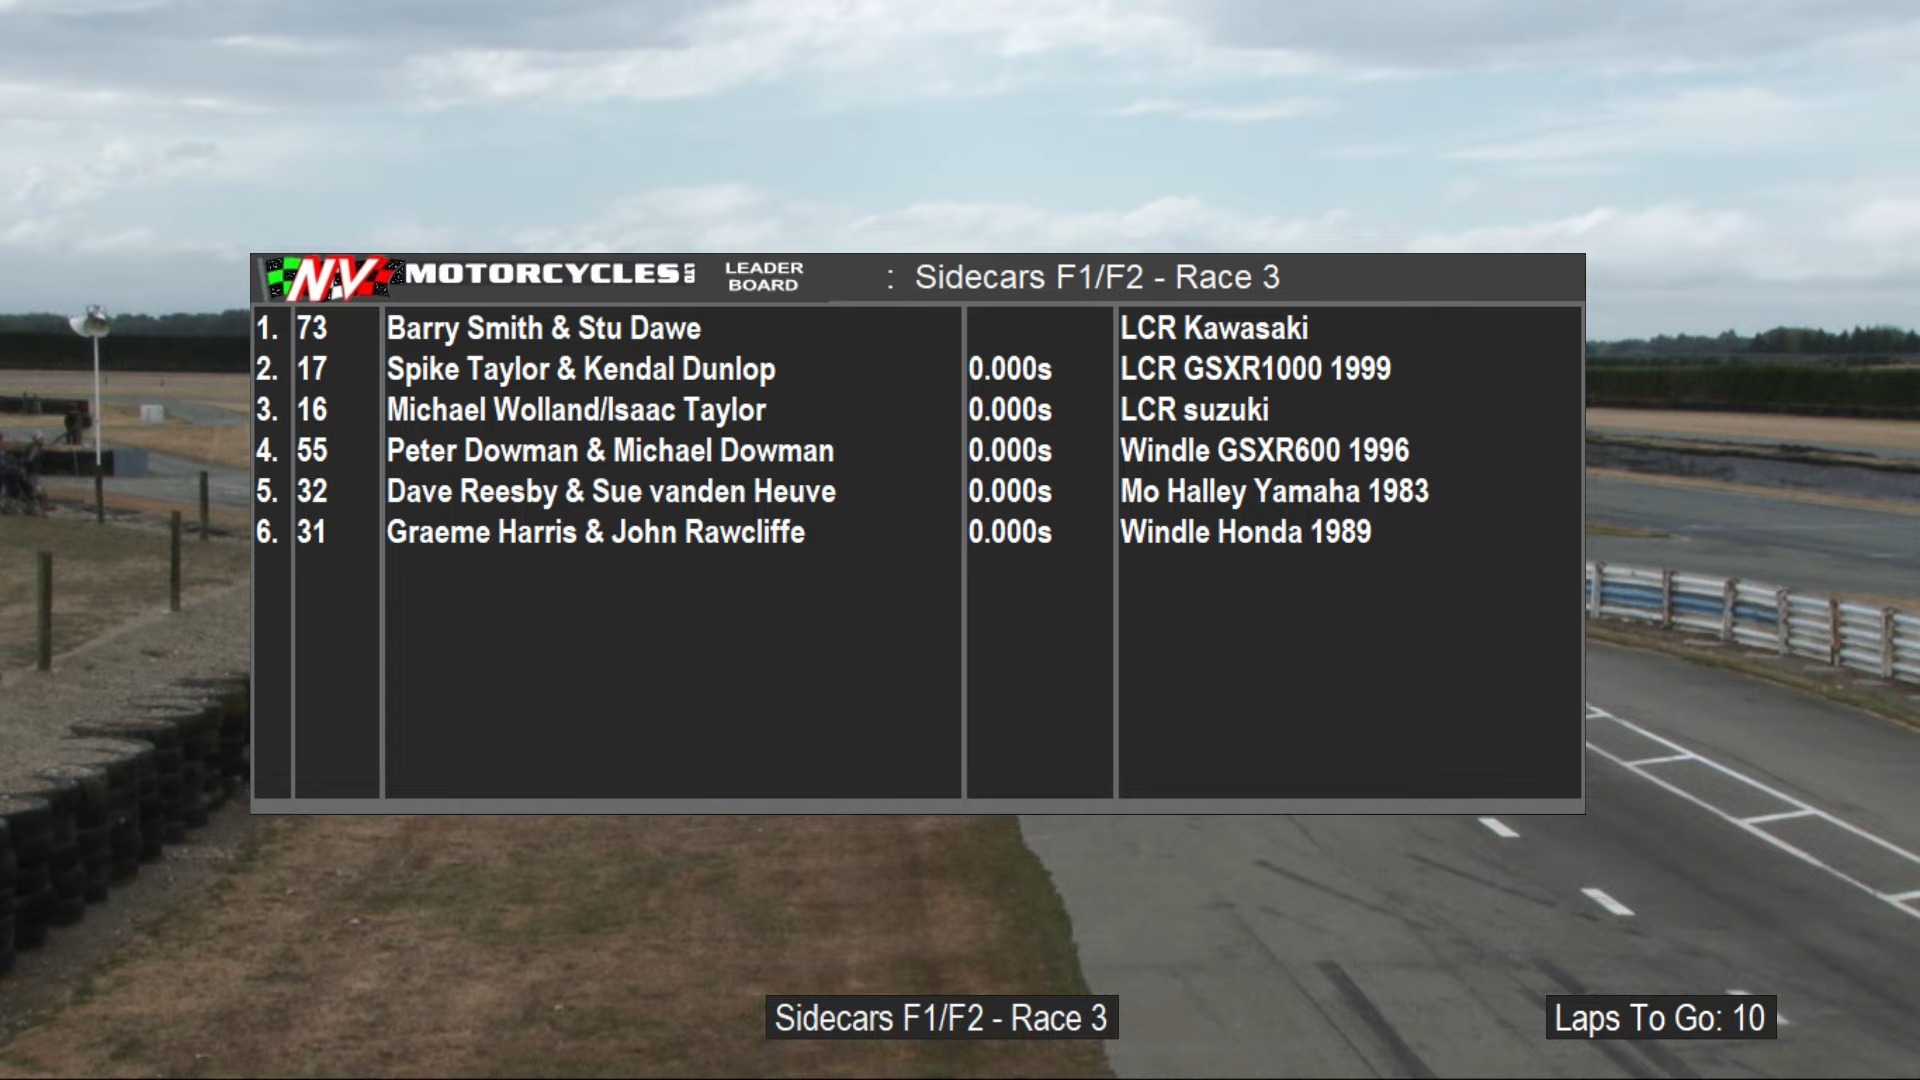 NV MOTORCYCLES LTD LEADER BOARD : Sidecars F1/F2 - Race 3
1. 73 Barry Smith & Stu Dawe LCR Kawasaki
2. 17 Spike Taylor & Kendal Dunlop 0.000s LCR GSXR1000 1999
3. 16 Michael Wolland/Isaac Taylor 0.000s LCR suzuki
4. 55 Peter Dowman & Michael Dowman 0.000s Windle GSXR600 1996
5. 32 Dave Reesby & Sue vanden Heuve 0.000s Mo Halley Yamaha 1983
6. 31 Graeme Harris & John Rawcliffe 0.000s Windle Honda 1989
Sidecars F1/F2 - Race 3
Laps To Go: 10